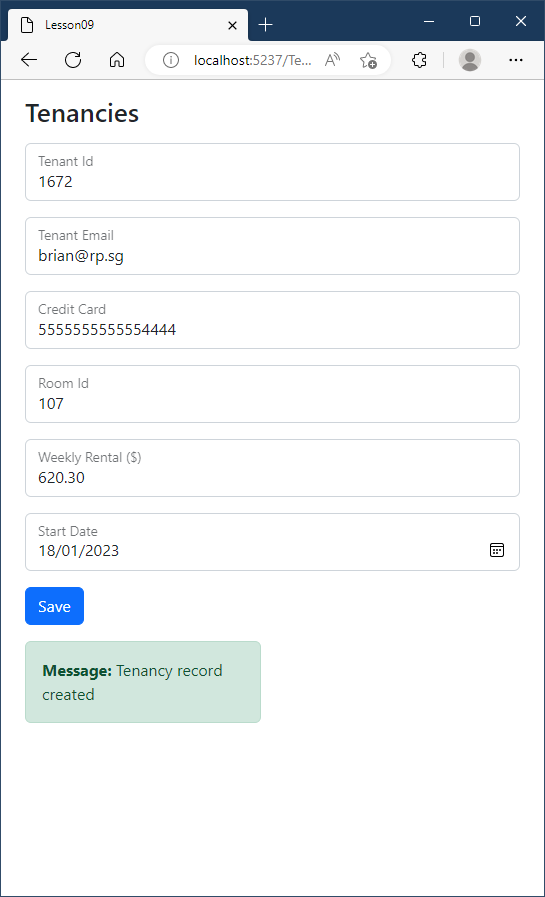 Lesson09
localhost:5237/Te...
Tenancies
Tenant Id
1672
Tenant Email
brian@rp.sg
Credit Card
5555555555554444
Room Id
107
Weekly Rental ($)
620.30
Start Date
18/01/2023
Save
Message: Tenancy record
created